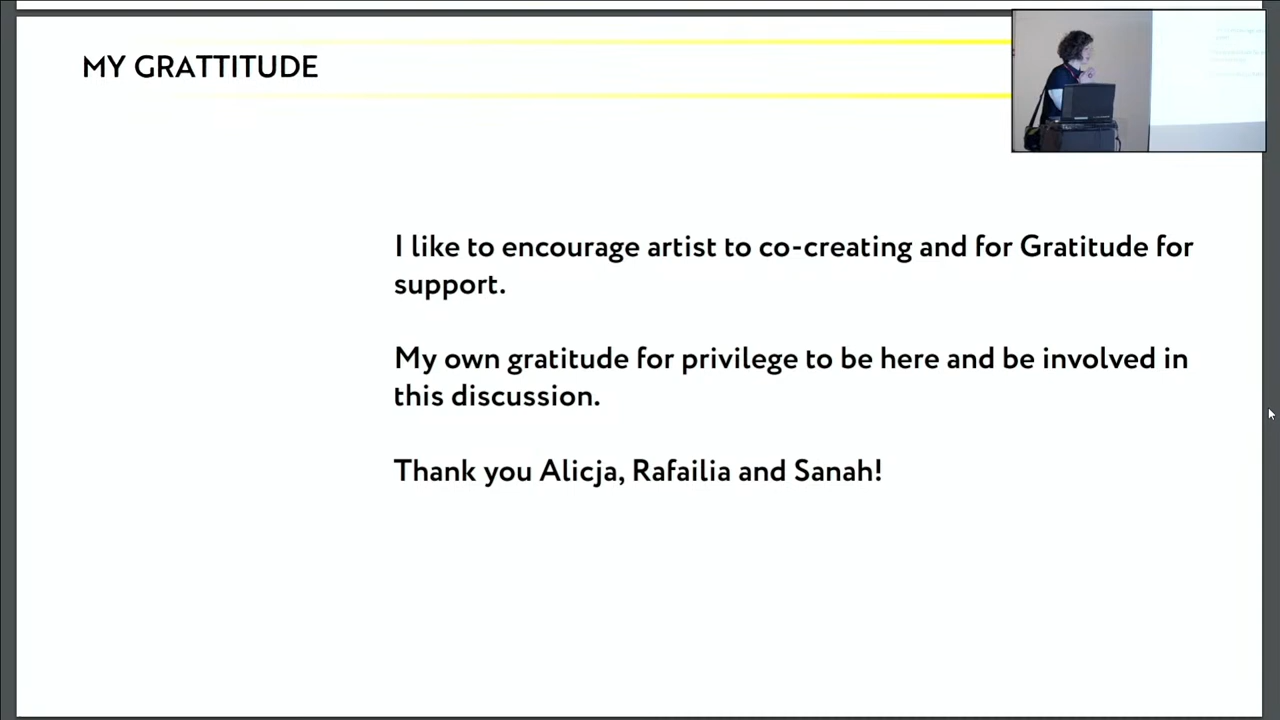 MY GRATTITUDE
I like to encourage artist to co-creating and for Gratitude for
support.
My own gratitude for privilege to be here and be involved in
this discussion.
Thank you Alicja, Rafailia and Sanah!